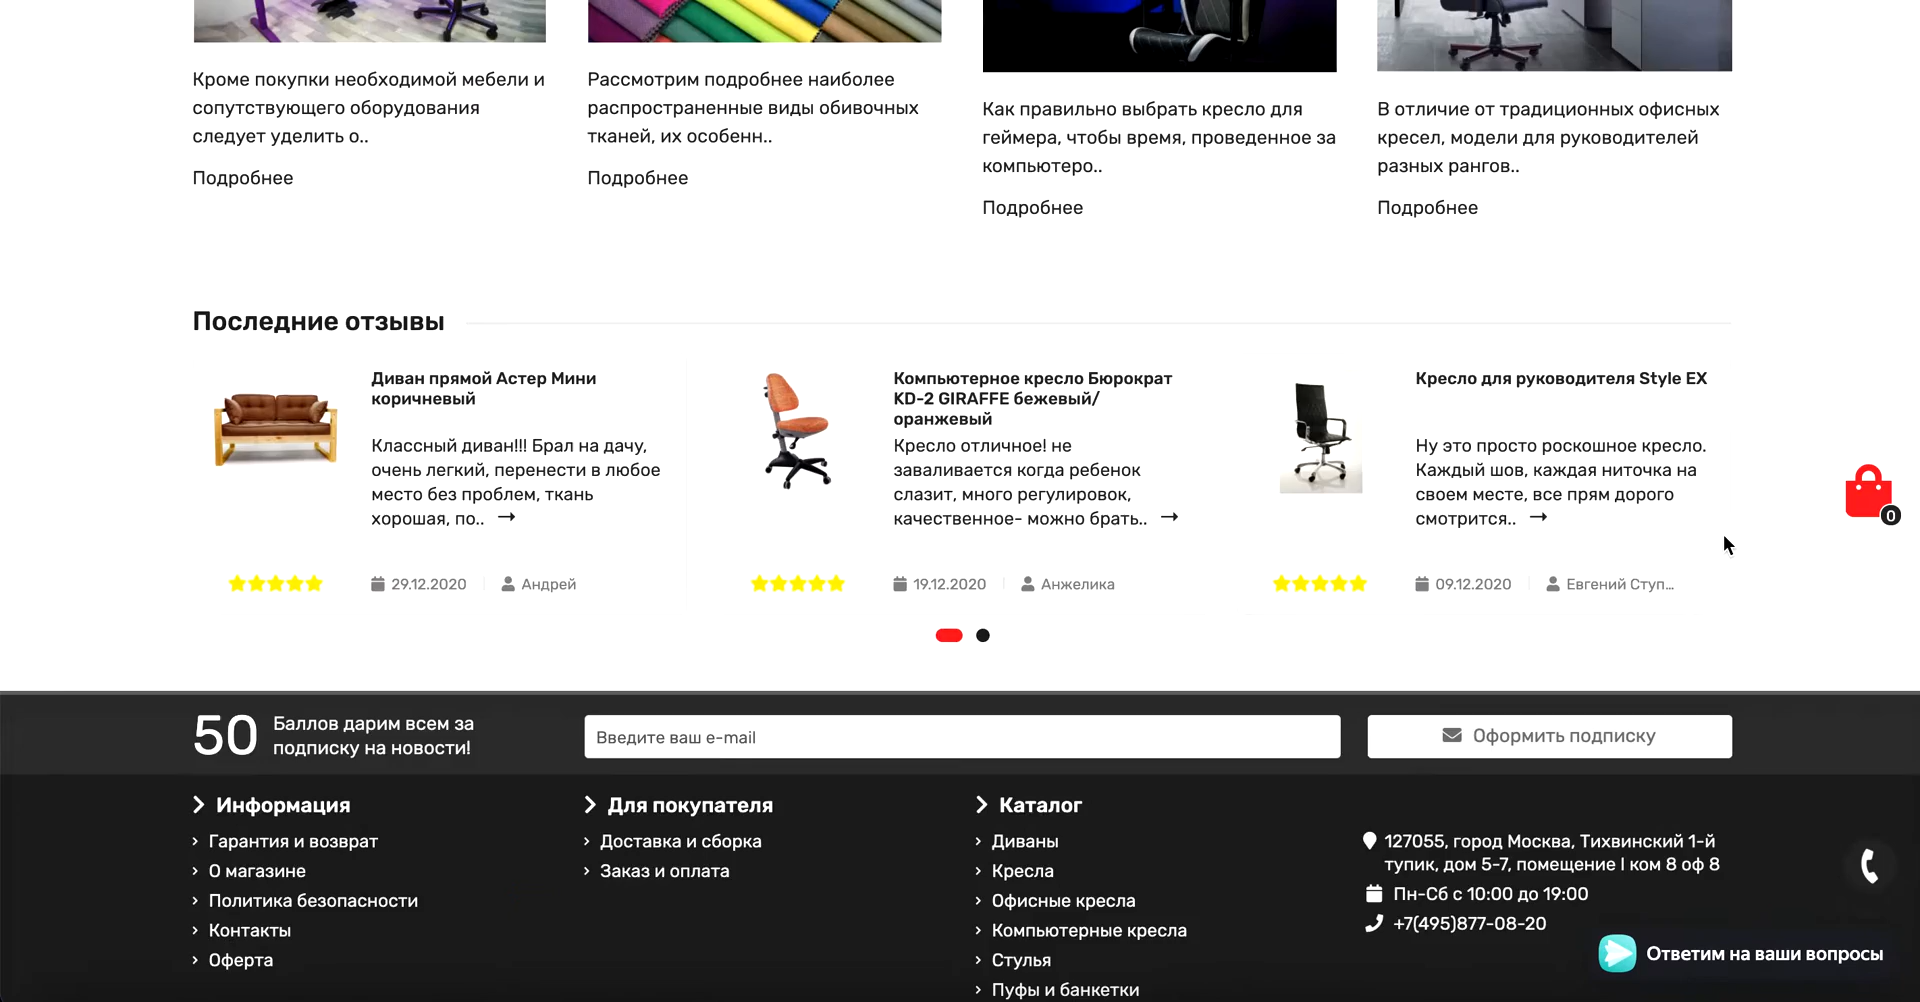 Кроме покупки необходимой мебели и
сопутствующего оборудования
следует уделить о..
Подробнее
Рассмотрим подробнее наиболее
распространенные виды обивочных
тканей, их особенн..
Подробнее
Как правильно выбрать кресло для
геймера, чтобы время, проведенное за
компьютеро..
Подробнее
В отличие от традиционных офисных
кресел, модели для руководителей
разных рангов..
Подробнее
Последние отзывы
Диван прямой Астер Мини
коричневый
Классный диван!!! Брал на дачу,
очень легкий, перенести в любое
место без проблем, ткань
хорошая, по.. →
29.12.2020 Андрей
Компьютерное кресло Бюрократ
KD-2 GIRAFFE бежевый/
оранжевый
Кресло отличное! не
заваливается когда ребенок
слазит, много регулировок,
качественное- можно брать.. →
19.12.2020 Анжелика
Кресло для руководителя Style EX
Ну это просто роскошное кресло.
Каждый шов, каждая ниточка на
своем месте, все прям дорого
смотрится.. →
09.12.2020 Евгений Ступ...
0
50 Баллов дарим всем за
подписку на новости!
Введите ваш e-mail
Оформить подписку
Информация
Гарантия и возврат
О магазине
Политика безопасности
Контакты
Оферта
Для покупателя
Доставка и сборка
Заказ и оплата
Каталог
Диваны
Кресла
Офисные кресла
Компьютерные кресла
Стулья
Пуфы и банкетки
127055, город Москва, Тихвинский 1-й
тупик, дом 5-7, помещение I ком 8 оф 8
Пн-Сб с 10:00 до 19:00
+7(495)877-08-20
Ответим на ваши вопросы